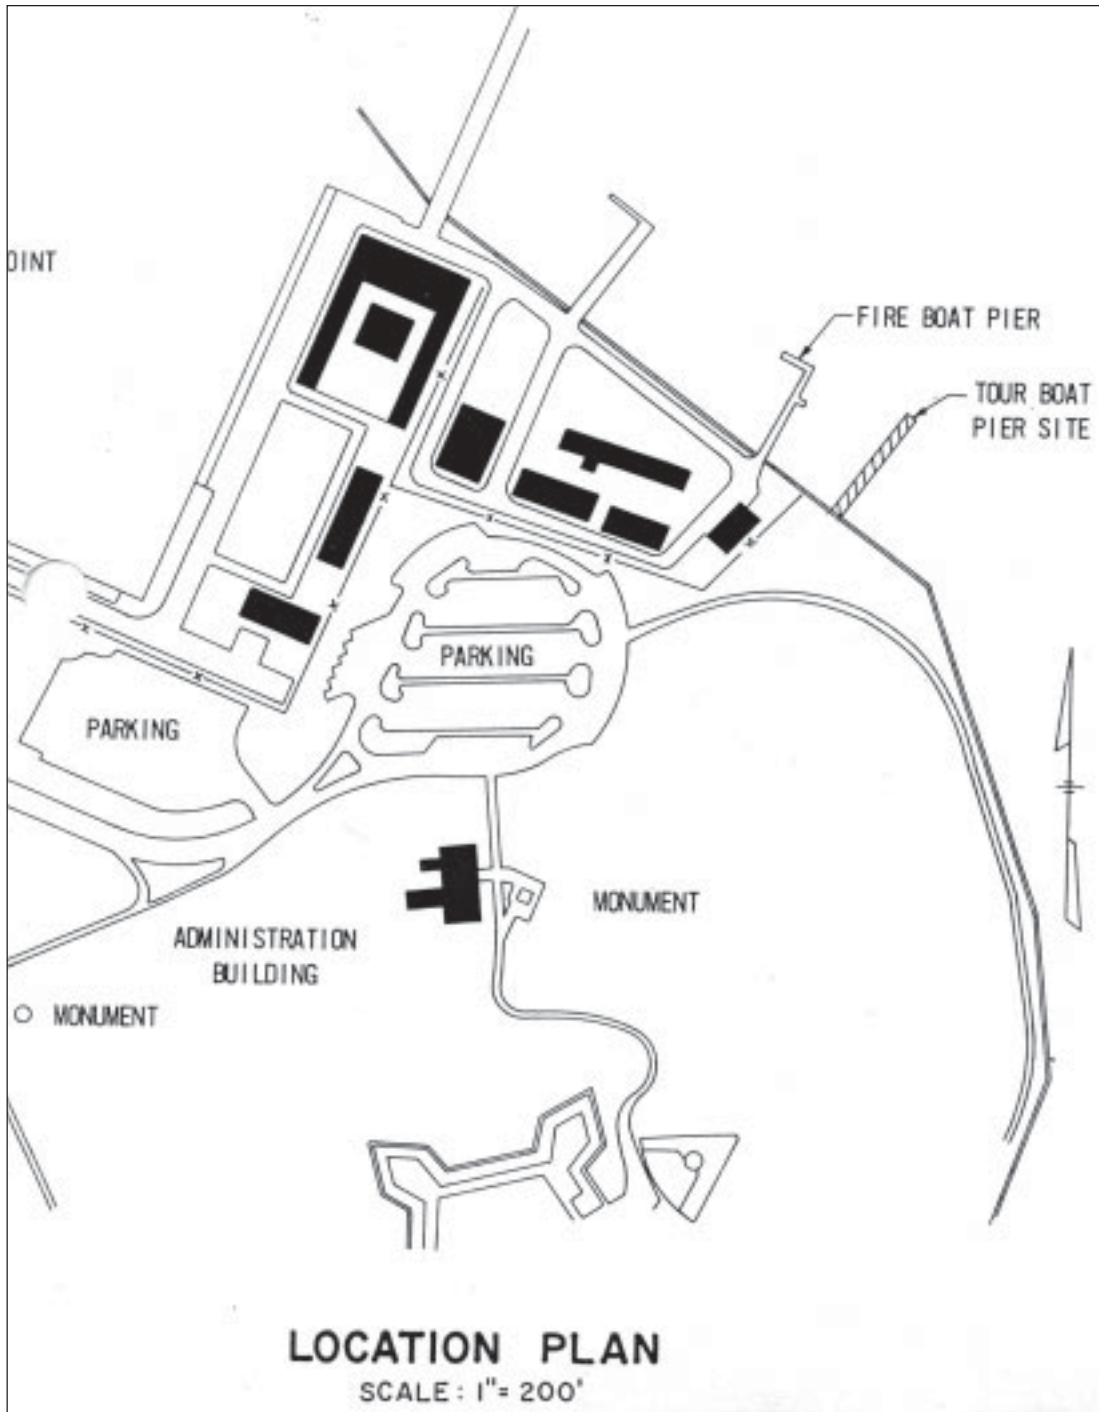 OINT
FIRE BOAT PIER
TOUR BOAT
PIER SITE
PARKING
PARKING
MONUMENT
ADMINISTRATION
BUILDING
MONUMENT
LOCATION PLAN
SCALE: 1"= 200'